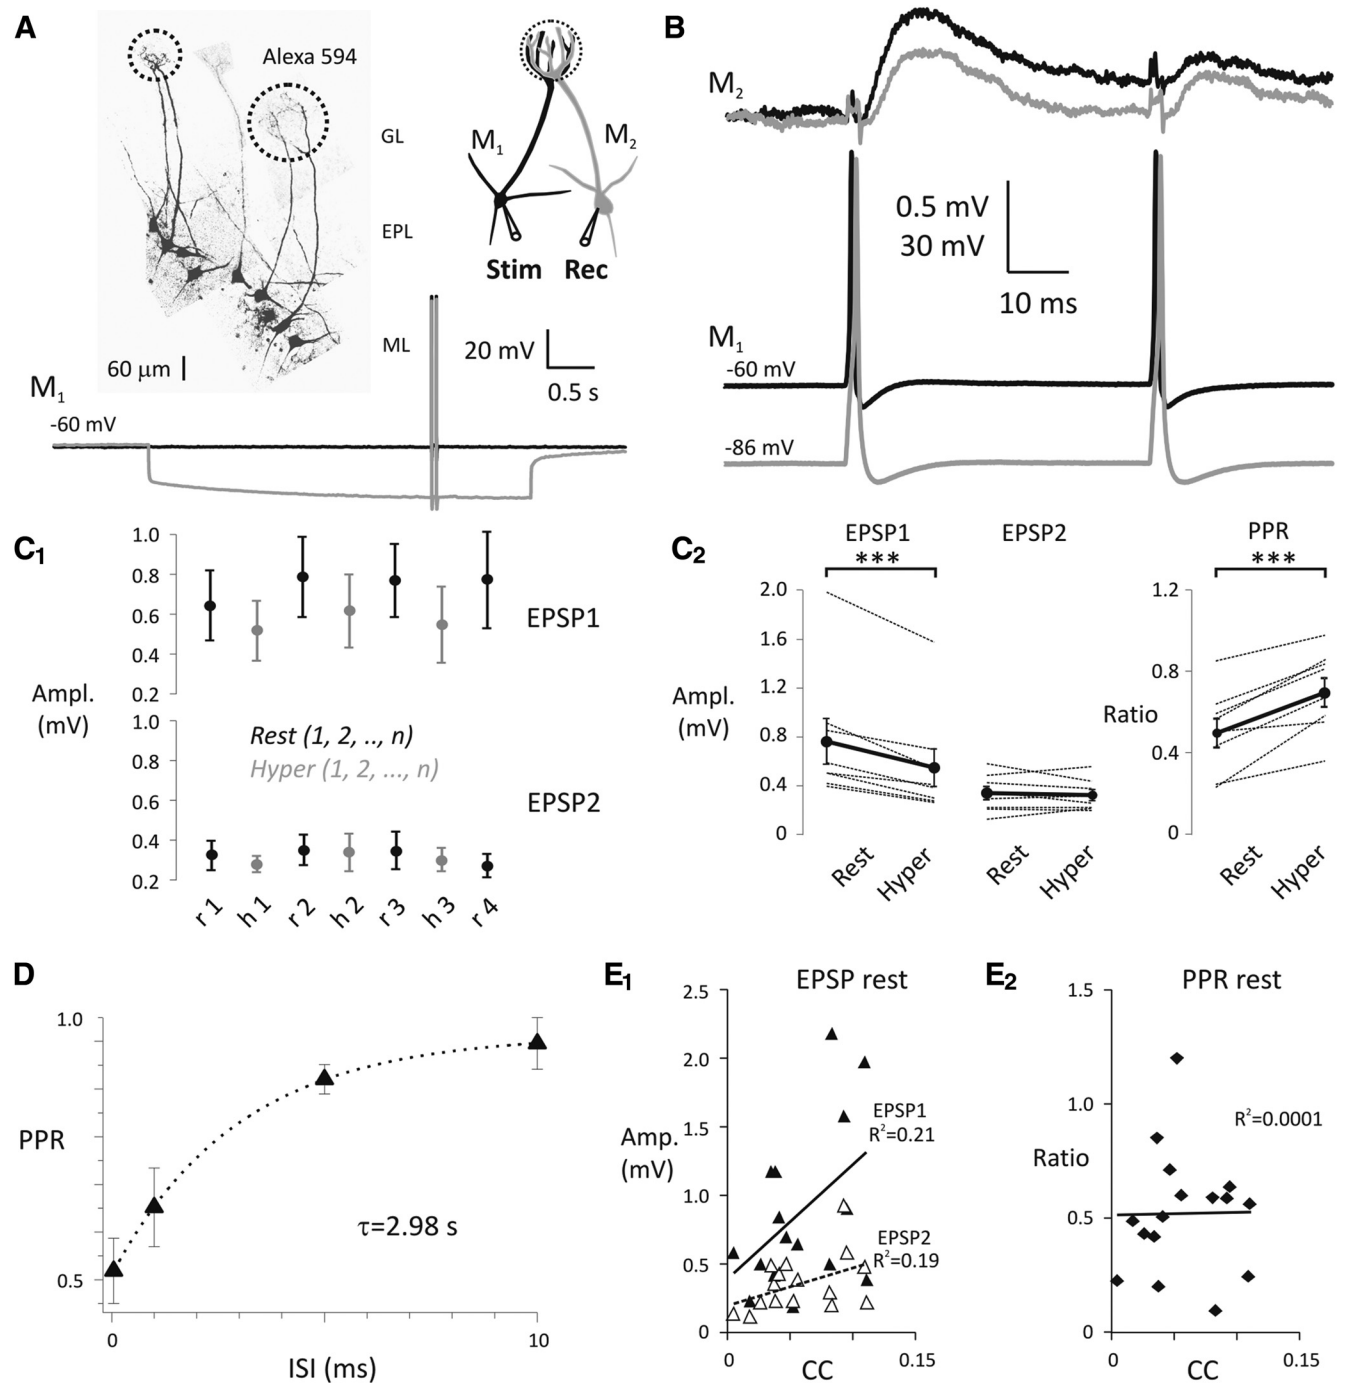 A
Alexa 594
GL
EPL
ML
60 μm
M1
M2
Stim
Rec
20 mV
0.5 s
M1
-60 mV
B
M2
0.5 mV
30 mV
10 ms
M1
-60 mV
-86 mV
C1
1.0
0.8
0.6
0.4
0.2
EPSP1
Ampl.
(mV)
1.0
0.8
0.6
0.4
0.2
Rest (1, 2, .., n)
Hyper (1, 2, ..., n)
EPSP2
r 1
h 1
r 2
h 2
r 3
h 3
r 4
C2
EPSP1
EPSP2
PPR
***
***
2.0
1.6
1.2
0.8
0.4
0
Ampl.
(mV)
Rest
Hyper
Rest
Hyper
1.2
0.8
0.4
0
Ratio
Rest
Hyper
D
1.0
0.5
PPR
τ=2.98 s
0
10
ISI (ms)
E1
EPSP rest
2.5
2.0
1.5
1.0
0.5
0
Amp.
(mV)
EPSP1
R²=0.21
EPSP2
R²=0.19
0
CC
0.15
E2
PPR rest
1.5
1.0
0.5
0
Ratio
R²=0.0001
0
CC
0.15